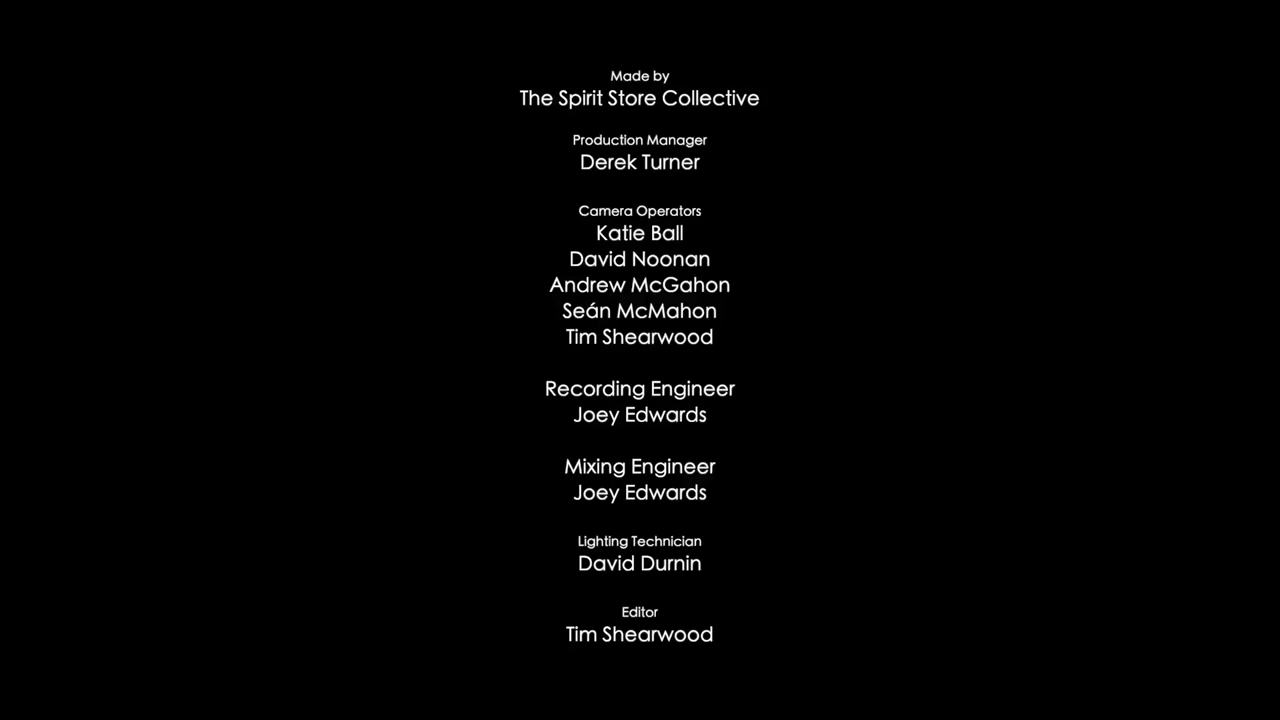 Made by
The Spirit Store Collective
Production Manager
Derek Turner
Camera Operators
Katie Ball
David Noonan
Andrew McGahon
Seán McMahon
Tim Shearwood
Recording Engineer
Joey Edwards
Mixing Engineer
Joey Edwards
Lighting Technician
David Durnin
Editor
Tim Shearwood